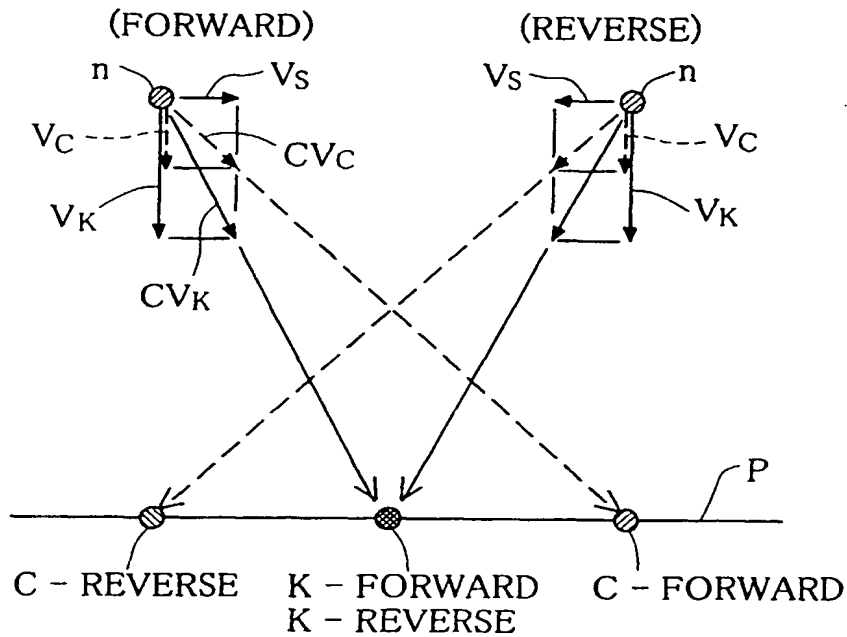 (FORWARD) (REVERSE)
n VS VS n
VC CVC VC
VK VK
CVK
P
C - REVERSE K - FORWARD C - FORWARD
K - REVERSE